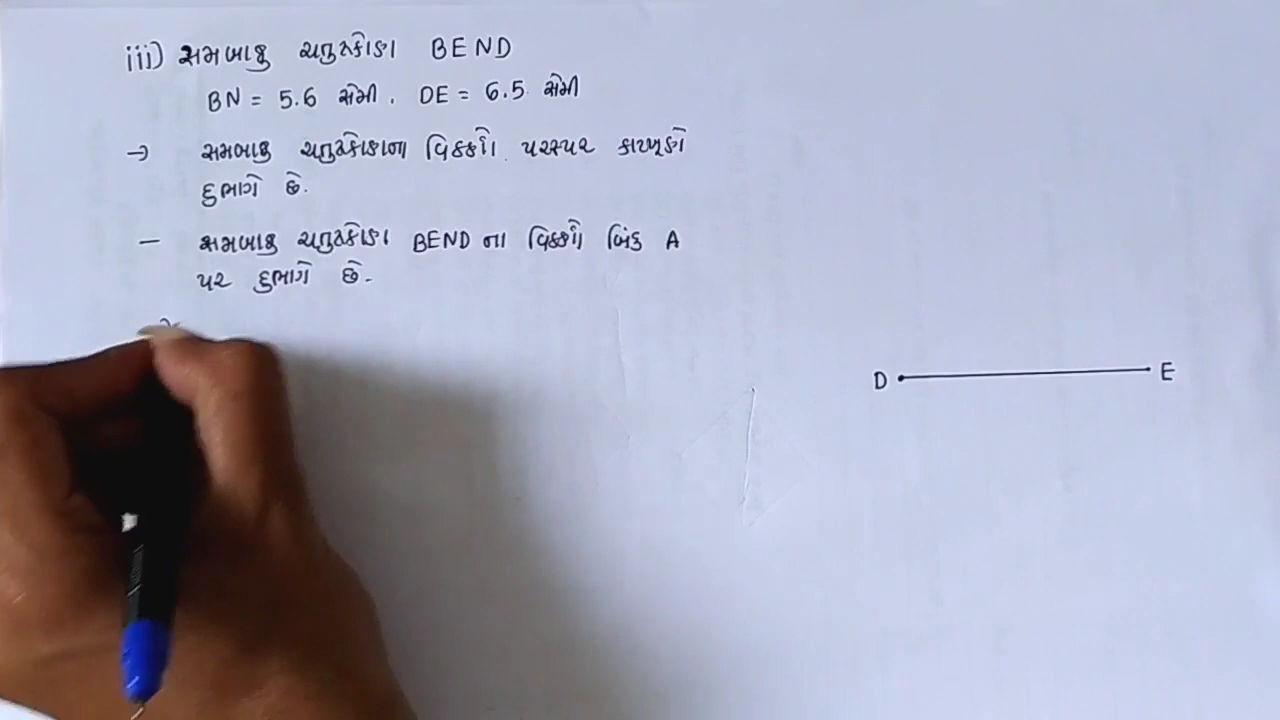 iii) સમબાજુ ચતુષ્કોણ BEND
BN = 5.6 સેમી. DE = 6.5 સેમી
→ સમબાજુ ચતુષ્કોણના વિકર્ણો પરસ્પર કાટખૂણે
દુભાગે છે.
– સમબાજુ ચતુષ્કોણ BEND ના વિકર્ણો બિંદુ A
પર દુભાગે છે.
D E